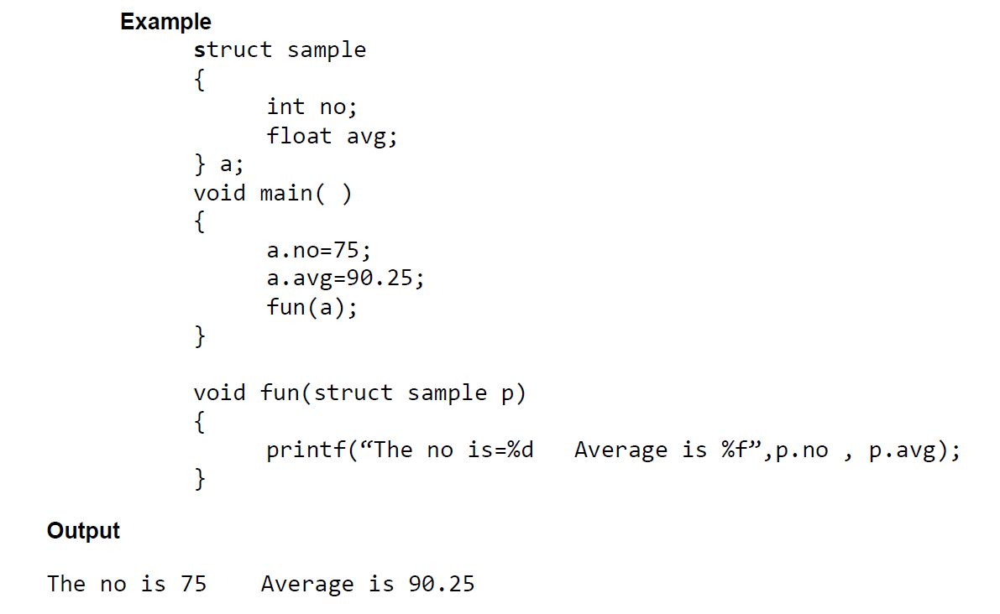 Example
struct sample
{
int no;
float avg;
} a;
void main( )
{
a.no=75;
a.avg=90.25;
fun(a);
}
void fun(struct sample p)
{
printf(“The no is=%d   Average is %f”,p.no , p.avg);
}
Output
The no is 75    Average is 90.25